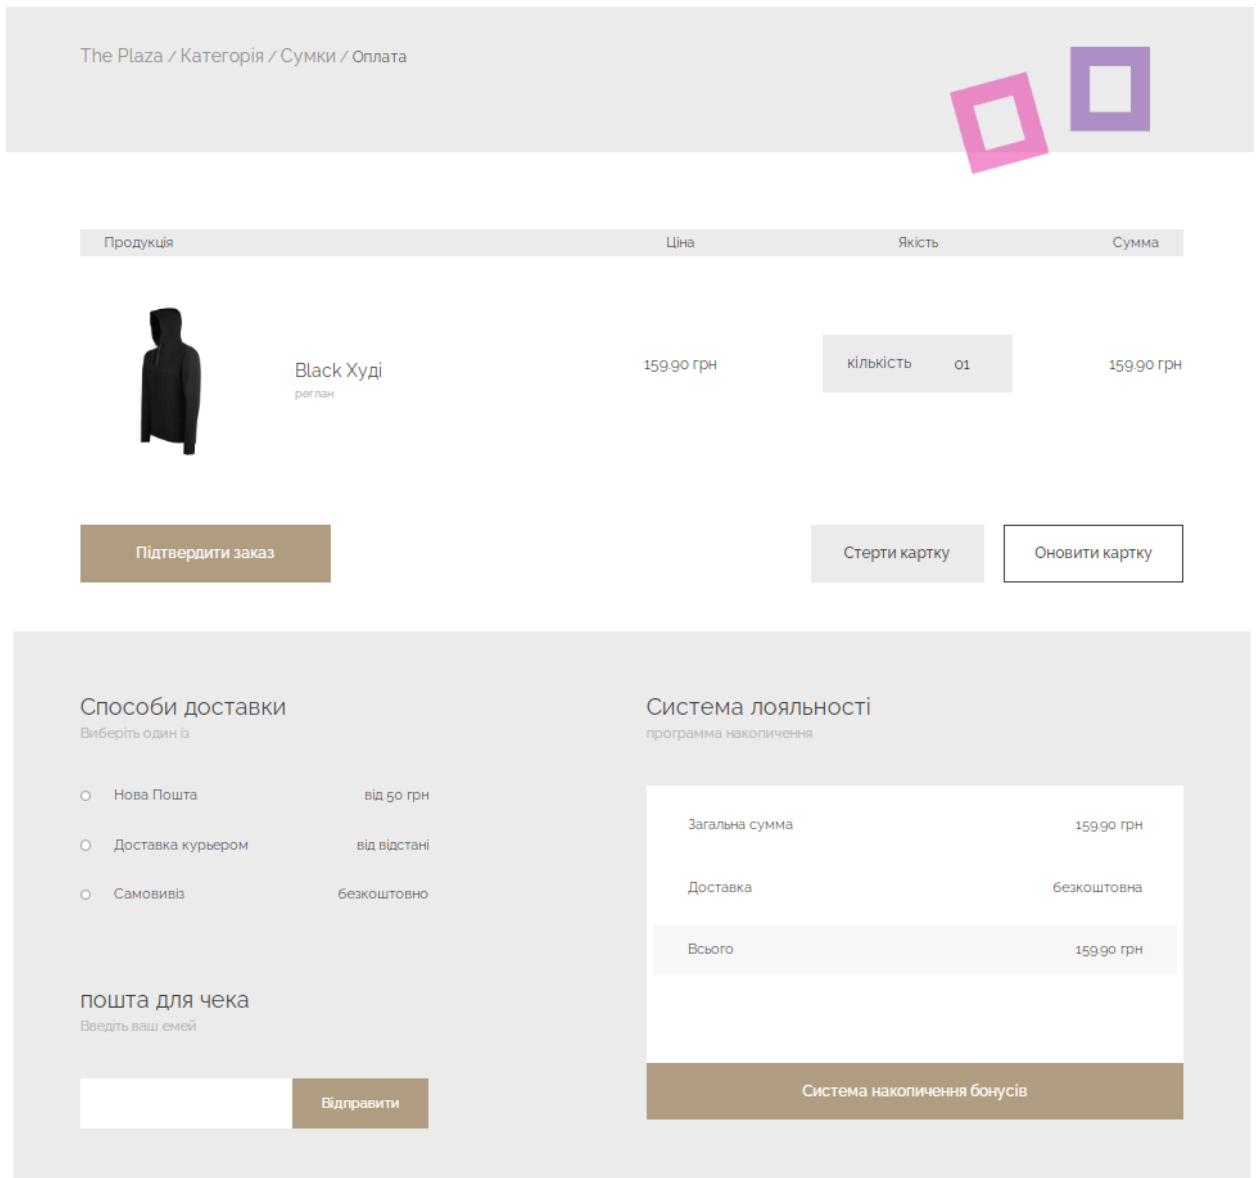 The Plaza / Категорія / Сумки / Оплата
Продукція Ціна Якість Сумма
Black Худі
реглан
159.90 грн кількість 01 159.90 грн
Підтвердити заказ Стерти картку Оновити картку
Способи доставки
Виберіть один із
Нова Пошта від 50 грн
Доставка курьером від відстані
Самовивіз безкоштовно
пошта для чека
Введіть ваш емей
Відправити
Система лояльності
программа накопичення
Загальна сумма 159.90 грн
Доставка безкоштовна
Всього 159.90 грн
Система накопичення бонусів